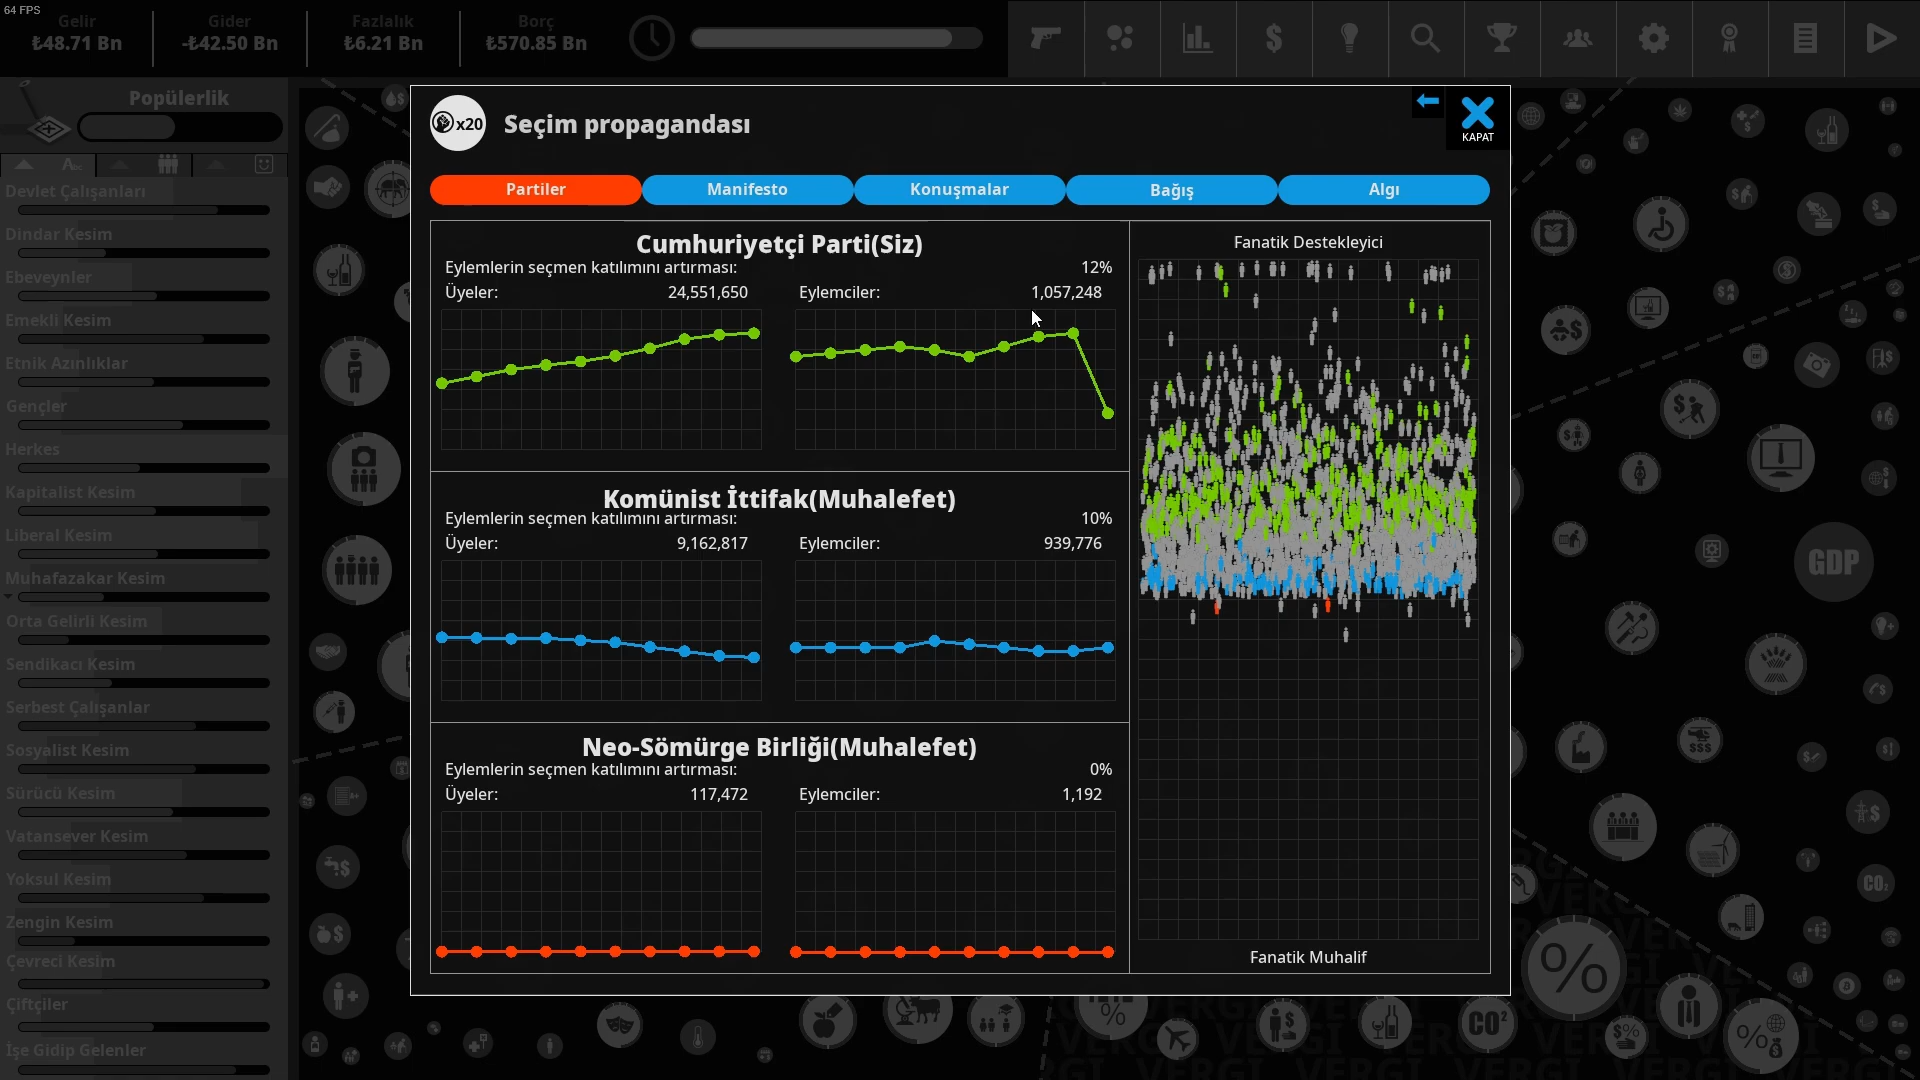 64 FPS
Gelir
Gider
Fazlalık
Borç
₺48.71 Bn
-₺42.50 Bn
₺6.21 Bn
₺570.85 Bn
Popülerlik
Devlet Çalışanları
Dindar Kesim
Ebeveynler
Emekli Kesim
Etnik Azınlıklar
Gençler
Herkes
Kapitalist Kesim
Liberal Kesim
Muhafazakar Kesim
Orta Gelirli Kesim
Sendikacı Kesim
Serbest Çalışanlar
Sosyalist Kesim
Sürücü Kesim
Vatansever Kesim
Yoksul Kesim
Zengin Kesim
Çevreci Kesim
Çiftçiler
İşe Gidip Gelenler
x20
Seçim propagandası
KAPAT
Partiler
Manifesto
Konuşmalar
Bağış
Algı
Cumhuriyetçi Parti(Siz)
Eylemlerin seçmen katılımını artırması:
12%
Üyeler:
24,551,650
Eylemciler:
1,057,248
Komünist İttifak(Muhalefet)
Eylemlerin seçmen katılımını artırması:
10%
Üyeler:
9,162,817
Eylemciler:
939,776
Neo-Sömürge Birliği(Muhalefet)
Eylemlerin seçmen katılımını artırması:
0%
Üyeler:
117,472
Eylemciler:
1,192
Fanatik Destekleyici
Fanatik Muhalif
GDP
CO₂
CO²
VERGI VERGI VERGI